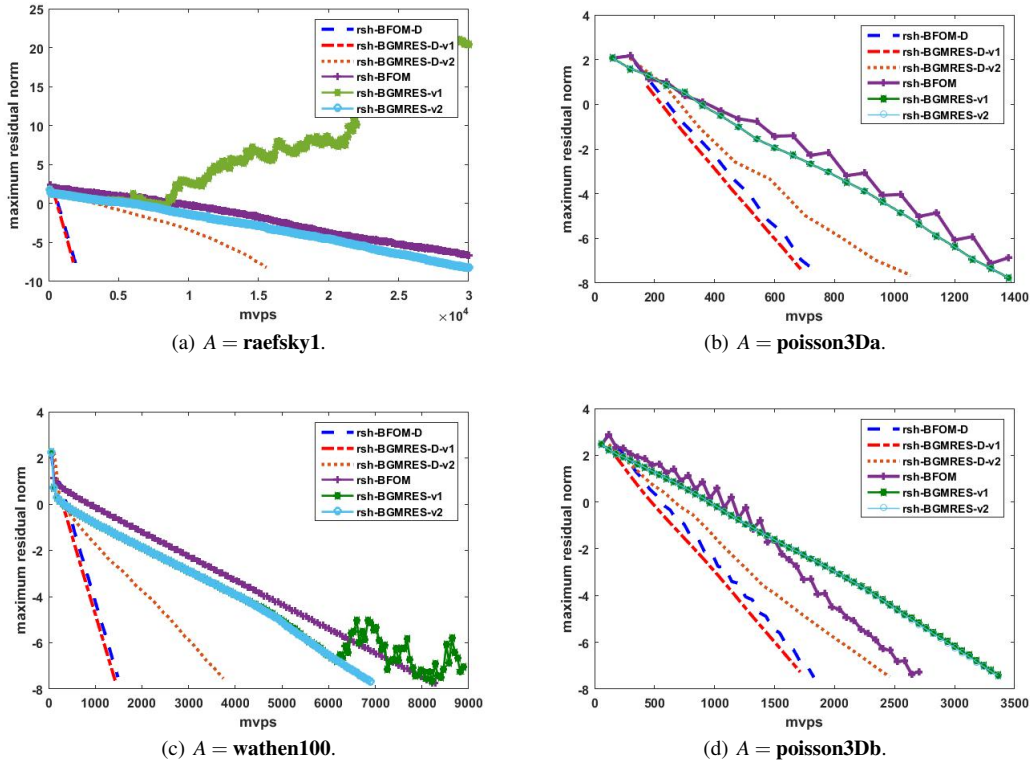 maximum residual norm
25
20
15
10
5
0
-5
-10
0
0.5
1
1.5
2
2.5
3
×10⁴
mvps
rsh-BFOM-D
rsh-BGMRES-D-v1
rsh-BGMRES-D-v2
rsh-BFOM
rsh-BGMRES-v1
rsh-BGMRES-v2
(a) A = raefsky1.
maximum residual norm
4
2
0
-2
-4
-6
-8
0
200
400
600
800
1000
1200
1400
mvps
rsh-BFOM-D
rsh-BGMRES-D-v1
rsh-BGMRES-D-v2
rsh-BFOM
rsh-BGMRES-v1
rsh-BGMRES-v2
(b) A = poisson3Da.
maximum residual norm
4
2
0
-2
-4
-6
-8
0
1000
2000
3000
4000
5000
6000
7000
8000
9000
mvps
rsh-BFOM-D
rsh-BGMRES-D-v1
rsh-BGMRES-D-v2
rsh-BFOM
rsh-BGMRES-v1
rsh-BGMRES-v2
(c) A = wathen100.
maximum residual norm
4
2
0
-2
-4
-6
-8
0
500
1000
1500
2000
2500
3000
3500
mvps
rsh-BFOM-D
rsh-BGMRES-D-v1
rsh-BGMRES-D-v2
rsh-BFOM
rsh-BGMRES-v1
rsh-BGMRES-v2
(d) A = poisson3Db.